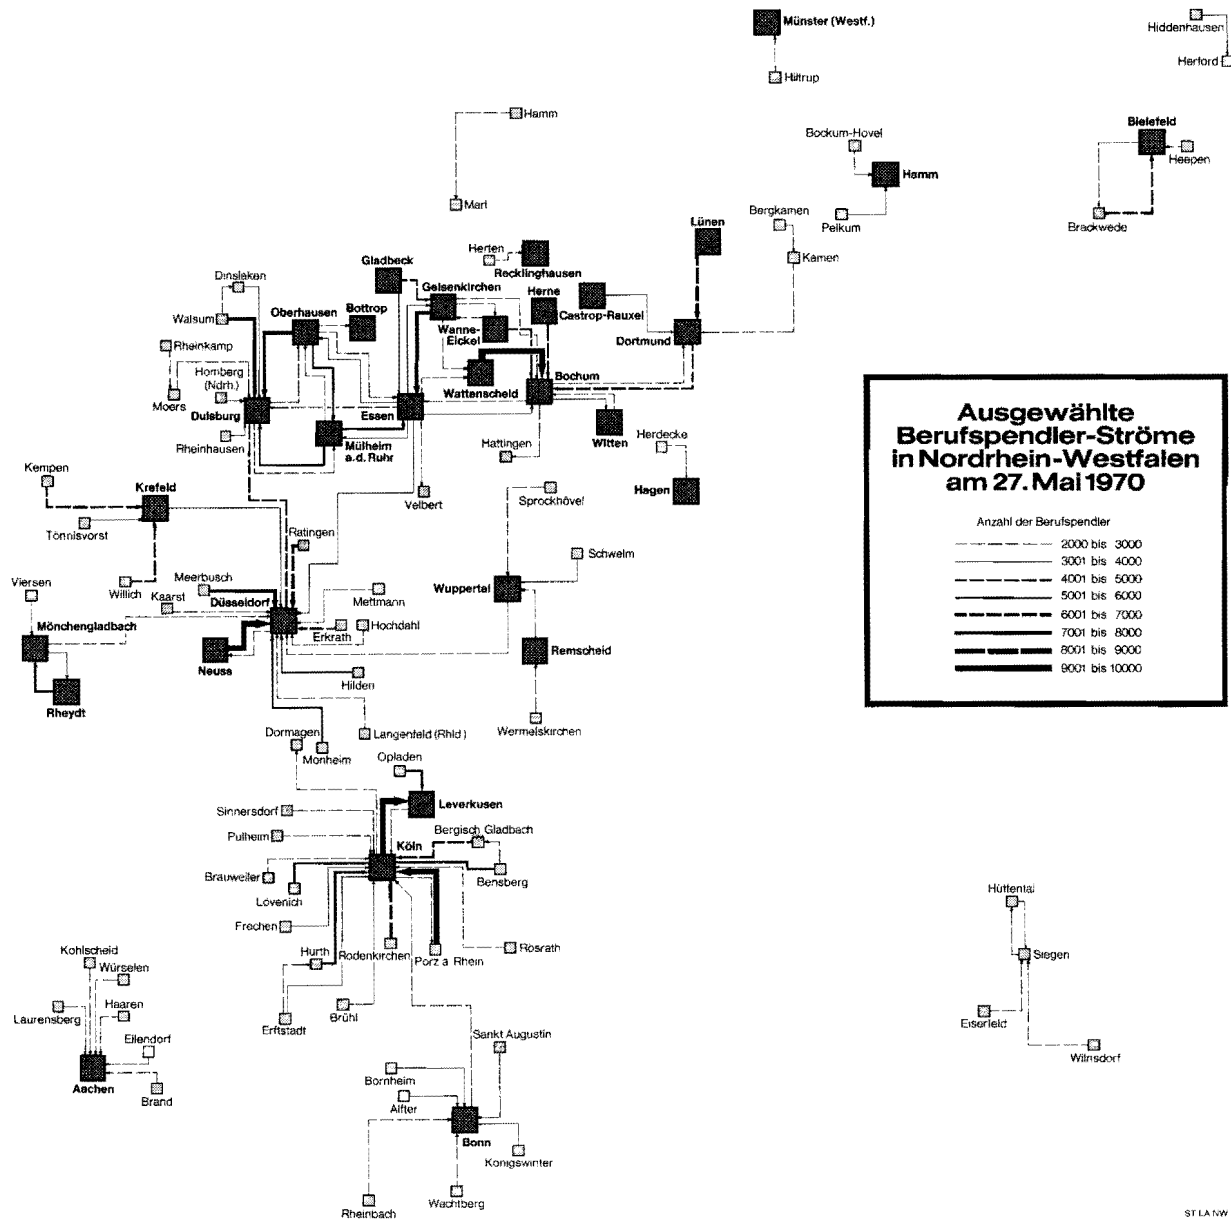 Münster (Westf.)
Hiddenhausen
Herford
Hiltrup
Hamm
Bielefeld
Bockum-Hövel
Heepen
Hamm
Marl
Bergkamen
Pelkum
Brackwede
Lünen
Herten
Kamen
Gladbeck
Recklinghausen
Dinslaken
Gelsenkirchen
Herne
Oberhausen
Bottrop
Castrop-Rauxel
Walsum
Wanne-
Eickel
Dortmund
Rheinkamp
Homberg
(Ndrh.)
Wattenscheid
Bochum
Moers
Duisburg
Essen
Mülheim
a.d. Ruhr
Witten
Rheinhausen
Hattingen
Herdecke
Kempen
Krefeld
Velbert
Sprockhövel
Hagen
Tönnisvorst
Ratingen
Schwelm
Viersen
Willich
Meerbusch
Kaarst
Düsseldorf
Mettmann
Wuppertal
Mönchengladbach
Erkrath
Hochdahl
Neuss
Remscheid
Hilden
Rheydt
Dormagen
Langenfeld (Rhld.)
Wermelskirchen
Monheim
Opladen
Leverkusen
Sinnersdorf
Pulheim
Bergisch Gladbach
Köln
Brauweiler
Bensberg
Lövenich
Frechen
Hürth
Rodenkirchen
Porz a Rhein
Rösrath
Hüttental
Siegen
Kohlscheid
Würselen
Haaren
Laurensberg
Eilendorf
Erftstadt
Brühl
Sankt Augustin
Eiserfeld
Wilnsdorf
Aachen
Brand
Bornheim
Alfter
Bonn
Königswinter
Rheinbach
Wachtberg
Ausgewählte
Berufspendler-Ströme
in Nordrhein-Westfalen
am 27. Mai 1970
Anzahl der Berufspendler
2000 bis 3000
3001 bis 4000
4001 bis 5000
5001 bis 6000
6001 bis 7000
7001 bis 8000
8001 bis 9000
9001 bis 10000
ST LA NW